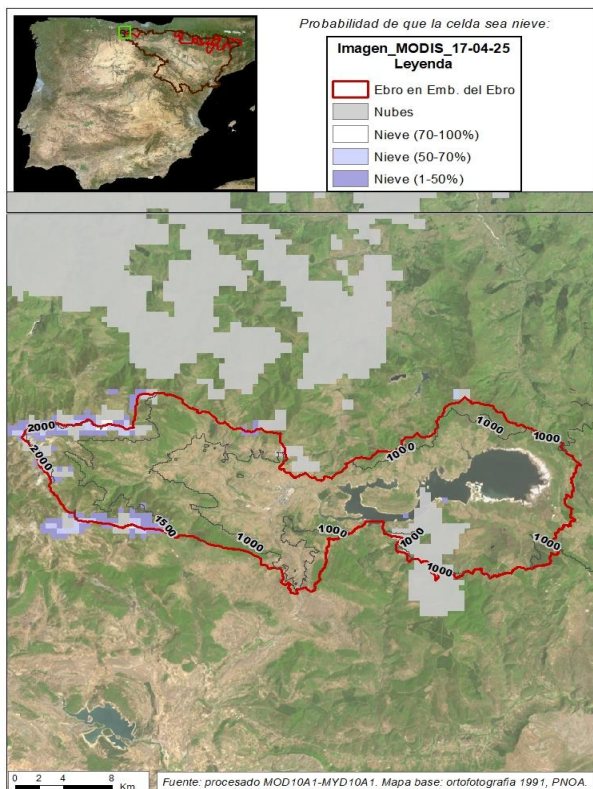 Probabilidad de que la celda sea nieve:
Imagen_MODIS_17-04-25
Leyenda
Ebro en Emb. del Ebro
Nubes
Nieve (70-100%)
Nieve (50-70%)
Nieve (1-50%)
2000
2000
1500
1000
1000
1000
1000
1000
1000
1000
1000
0 2 4 8
Km
Fuente: procesado MOD10A1-MYD10A1. Mapa base: ortofotografía 1991, PNOA.